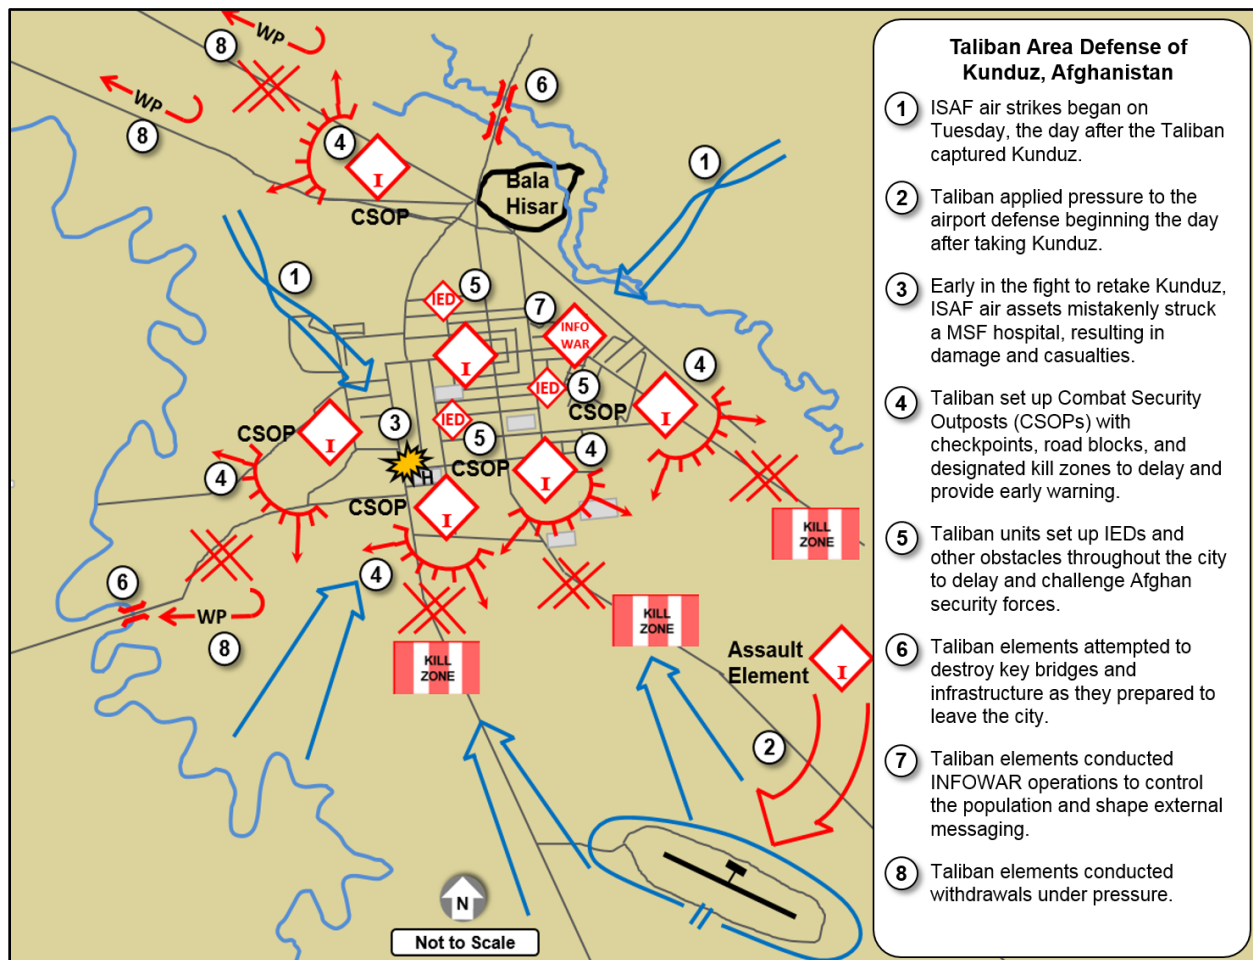 WP
8
6
WP
8
4
1
I
Bala
Hisar
CSOP
1
IED
5
7
INFO
WAR
I
4
IED
5
CSOP
I
3
IED
CSOP
I
5
4
CSOP
I
4
H
CSOP
I
KILL
ZONE
6
4
WP
8
KILL
ZONE
KILL
ZONE
Assault
Element
I
2
N
Not to Scale
Taliban Area Defense of
Kunduz, Afghanistan
1 ISAF air strikes began on
Tuesday, the day after the Taliban
captured Kunduz.
2 Taliban applied pressure to the
airport defense beginning the day
after taking Kunduz.
3 Early in the fight to retake Kunduz,
ISAF air assets mistakenly struck
a MSF hospital, resulting in
damage and casualties.
4 Taliban set up Combat Security
Outposts (CSOPs) with
checkpoints, road blocks, and
designated kill zones to delay and
provide early warning.
5 Taliban units set up IEDs and
other obstacles throughout the city
to delay and challenge Afghan
security forces.
6 Taliban elements attempted to
destroy key bridges and
infrastructure as they prepared to
leave the city.
7 Taliban elements conducted
INFOWAR operations to control
the population and shape external
messaging.
8 Taliban elements conducted
withdrawals under pressure.